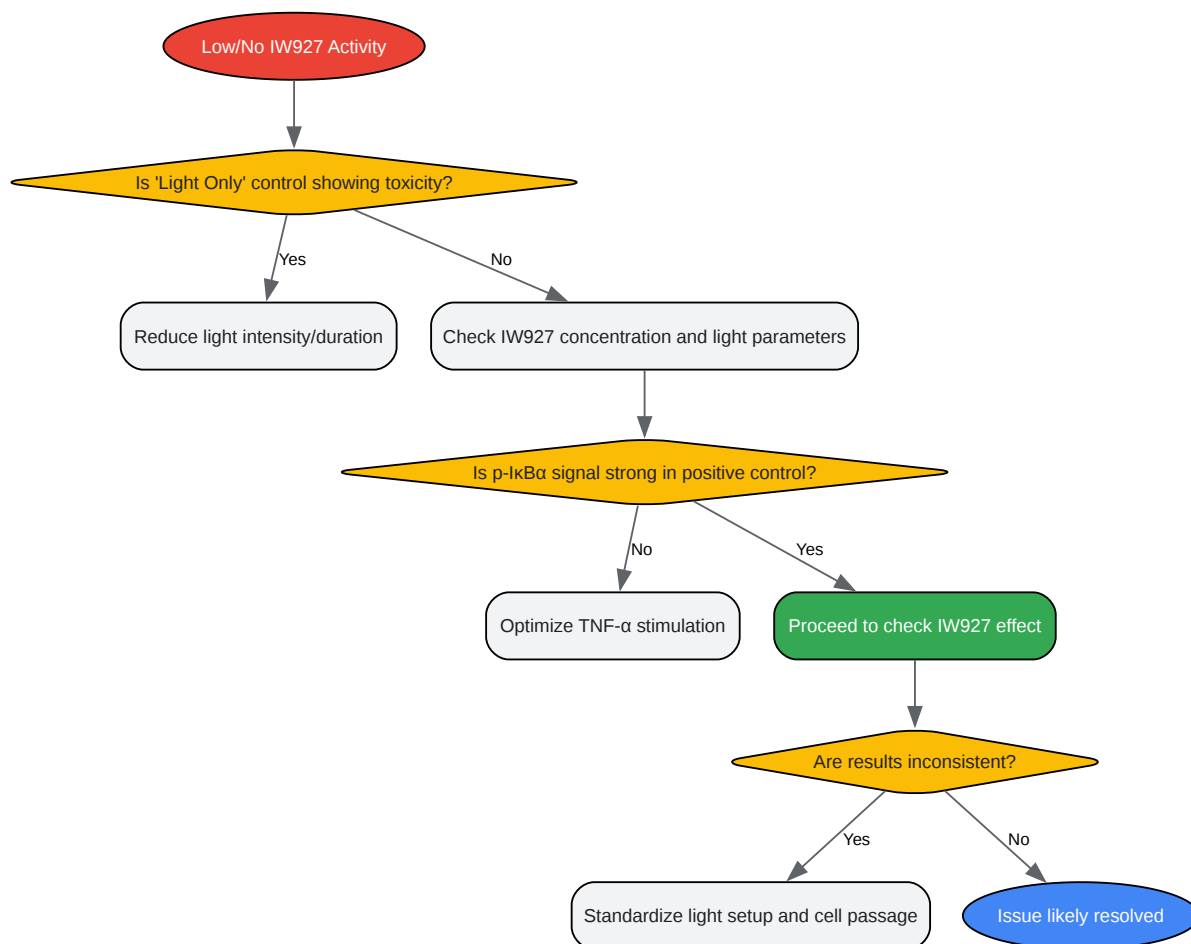 Low/No IW927 Activity
Is 'Light Only' control showing toxicity?
Yes
No
Reduce light intensity/duration
Check IW927 concentration and light parameters
Is p-IκBα signal strong in positive control?
No
Yes
Optimize TNF-α stimulation
Proceed to check IW927 effect
Are results inconsistent?
Yes
No
Standardize light setup and cell passage
Issue likely resolved